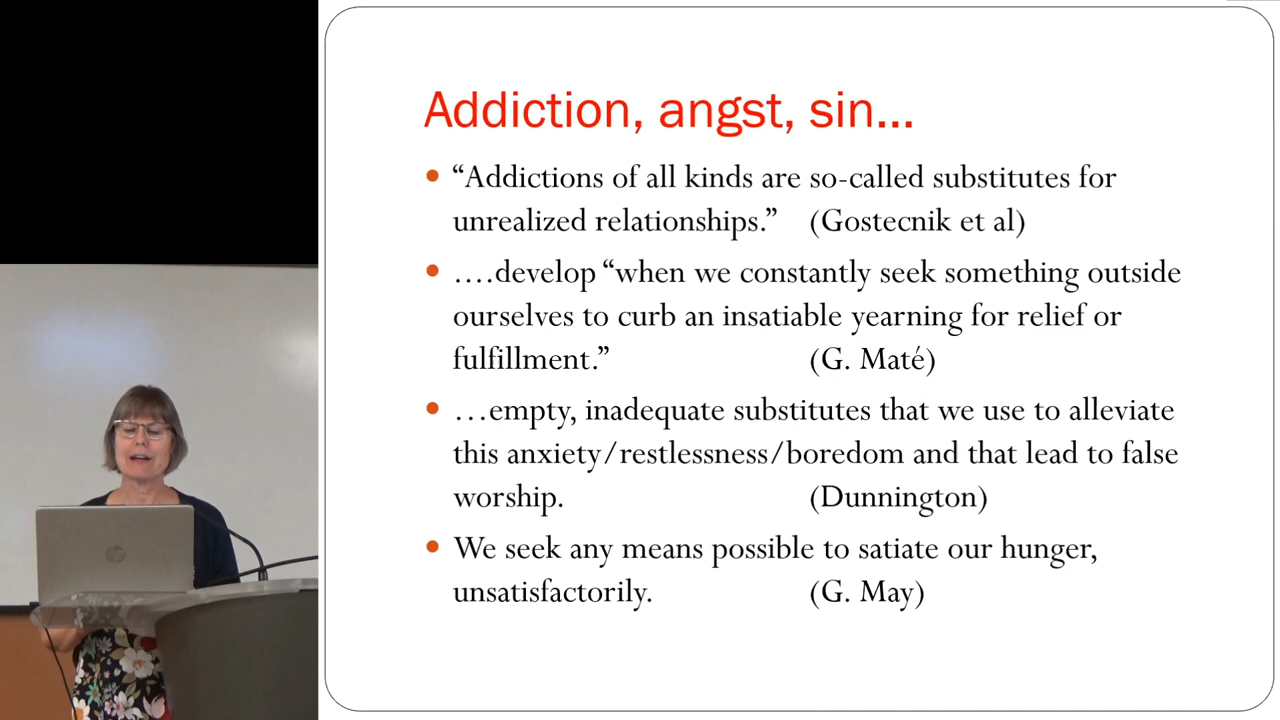 Addiction, angst, sin...
• “Addictions of all kinds are so-called substitutes for
unrealized relationships.” (Gostecnik et al)
• ….develop “when we constantly seek something outside
ourselves to curb an insatiable yearning for relief or
fulfillment.” (G. Maté)
• …empty, inadequate substitutes that we use to alleviate
this anxiety/restlessness/boredom and that lead to false
worship. (Dunnington)
• We seek any means possible to satiate our hunger,
unsatisfactorily. (G. May)
hp